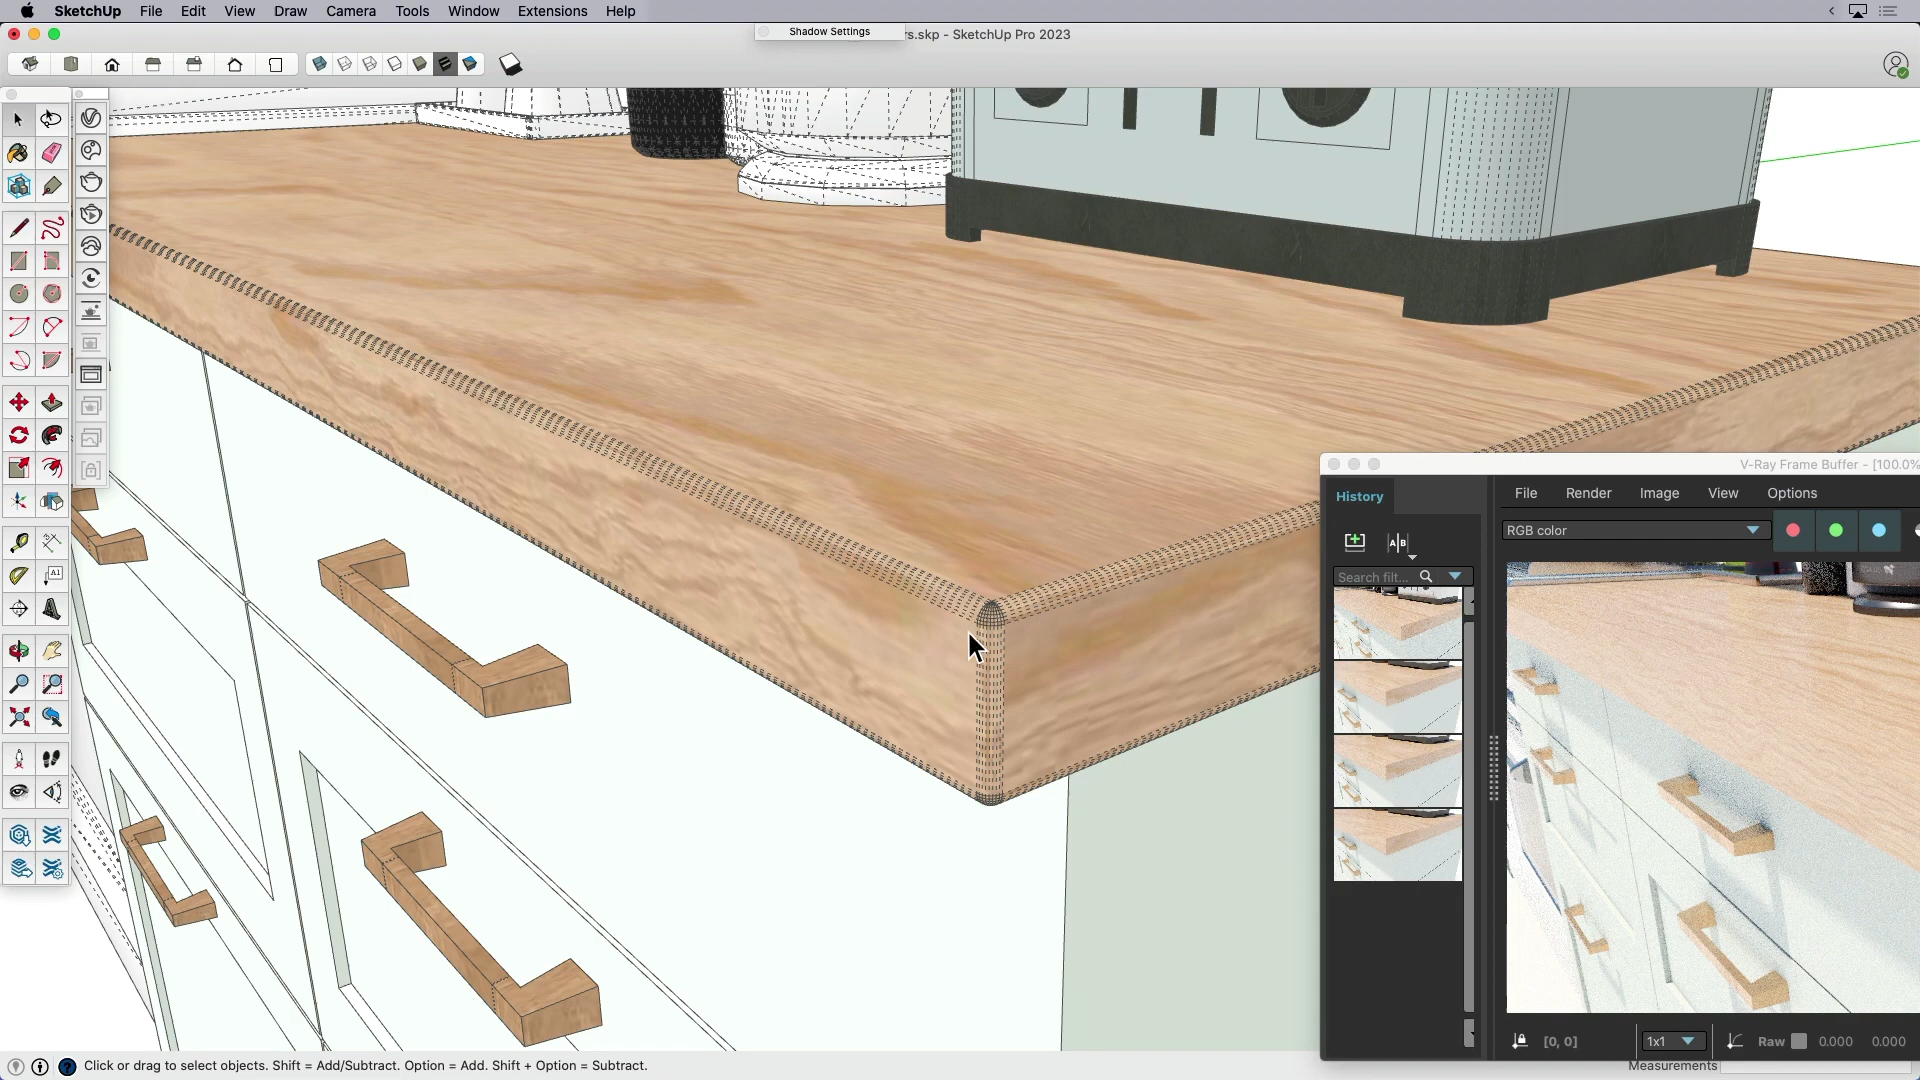 SketchUp File Edit View Draw Camera Tools Window Extensions Help
Shadow Settings
rs.skp - SketchUp Pro 2023
A1
V-Ray Frame Buffer - [100.0%
History
File Render Image View Options
RGB color
A B
Search filt...
[0, 0]
1x1
Raw
0.000
0.000
Click or drag to select objects. Shift = Add/Subtract. Option = Add. Shift + Option = Subtract.
Measurements